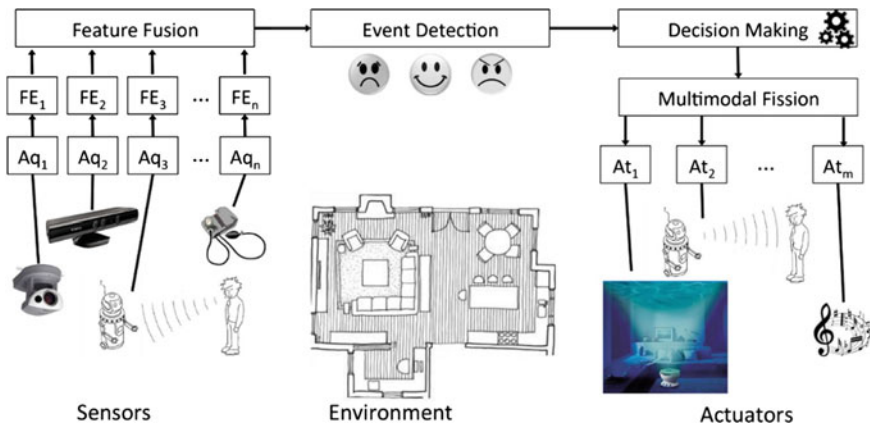 Feature Fusion
Event Detection
Decision Making
FE₁ FE₂ FE₃ ... FEₙ
Multimodal Fission
Aq₁ Aq₂ Aq₃ ... Aqₙ
At₁ At₂ ... Atₘ
Sensors
Environment
Actuators